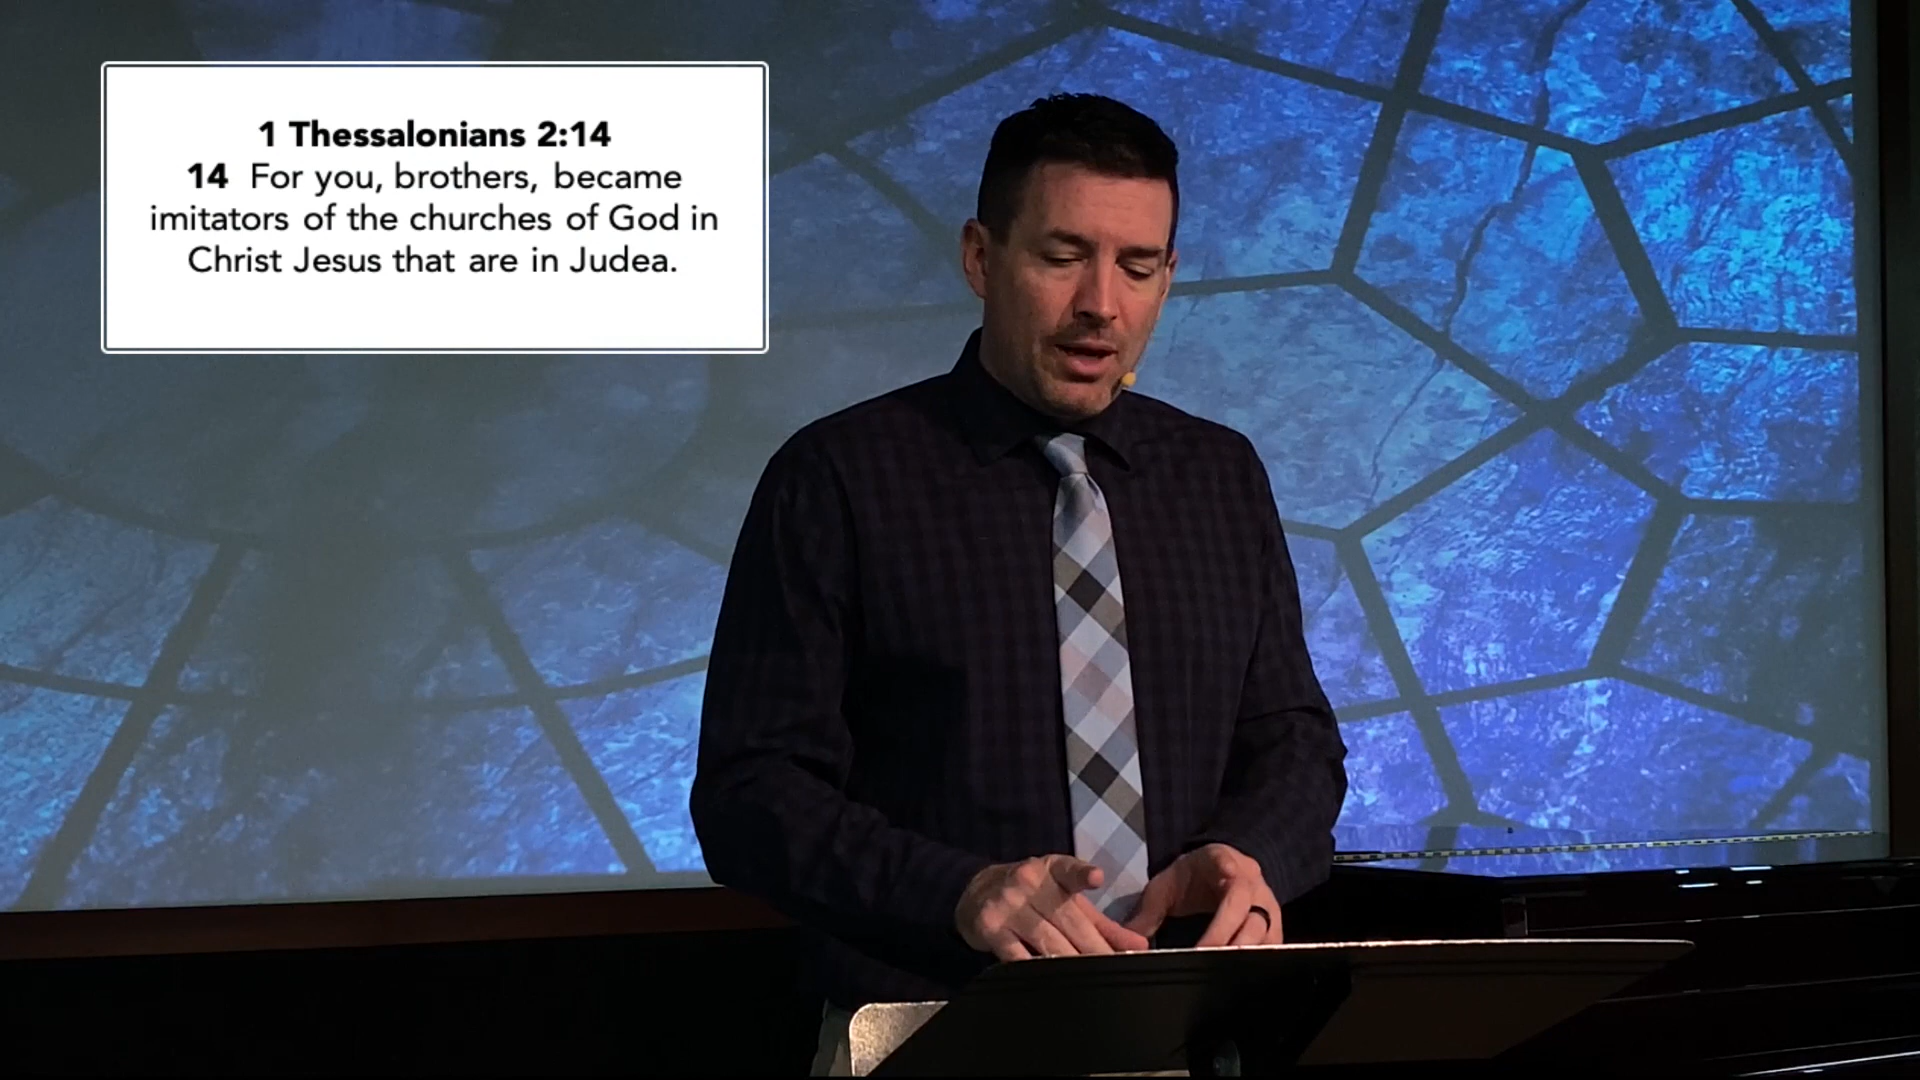 1 Thessalonians 2:14
14 For you, brothers, became
imitators of the churches of God in
Christ Jesus that are in Judea.